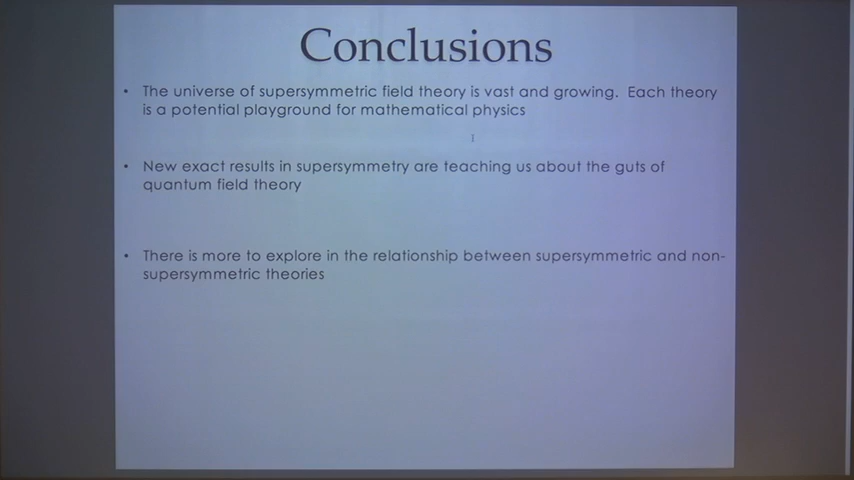 Conclusions
• The universe of supersymmetric field theory is vast and growing. Each theory
is a potential playground for mathematical physics
• New exact results in supersymmetry are teaching us about the guts of
quantum field theory
• There is more to explore in the relationship between supersymmetric and non-
supersymmetric theories